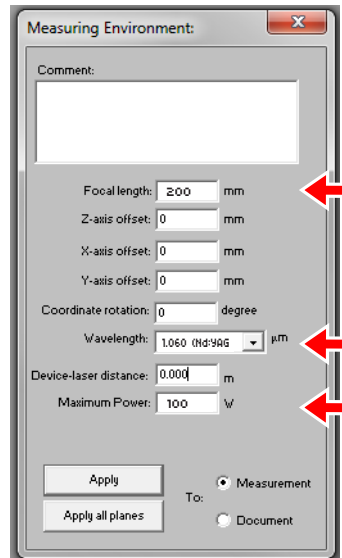 Measuring Environment:
Comment:
Focal length: 200 mm
Z-axis offset: 0 mm
X-axis offset: 0 mm
Y-axis offset: 0 mm
Coordinate rotation: 0 degree
Wavelength: 1.060 (Nd:YAG µm
Device-laser distance: 0.000 m
Maximum Power: 100 W
Apply
To:
Measurement
Apply all planes
Document